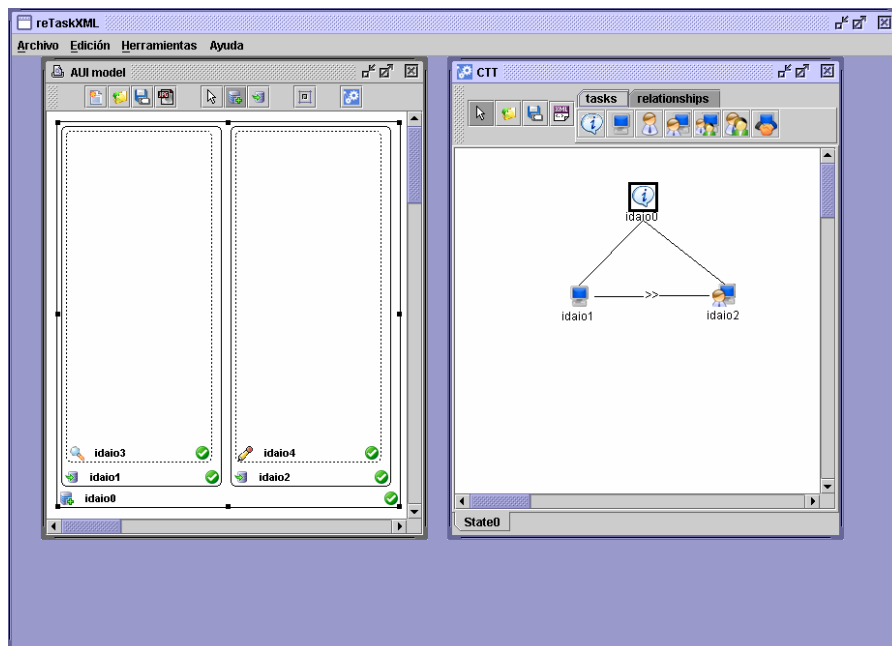 reTaskXML
Archivo Edición Herramientas Ayuda
AUI model
idaio3
idaio4
idaio1
idaio2
idaio0
CTT
tasks relationships
idaio0
>>
idaio1
idaio2
State0